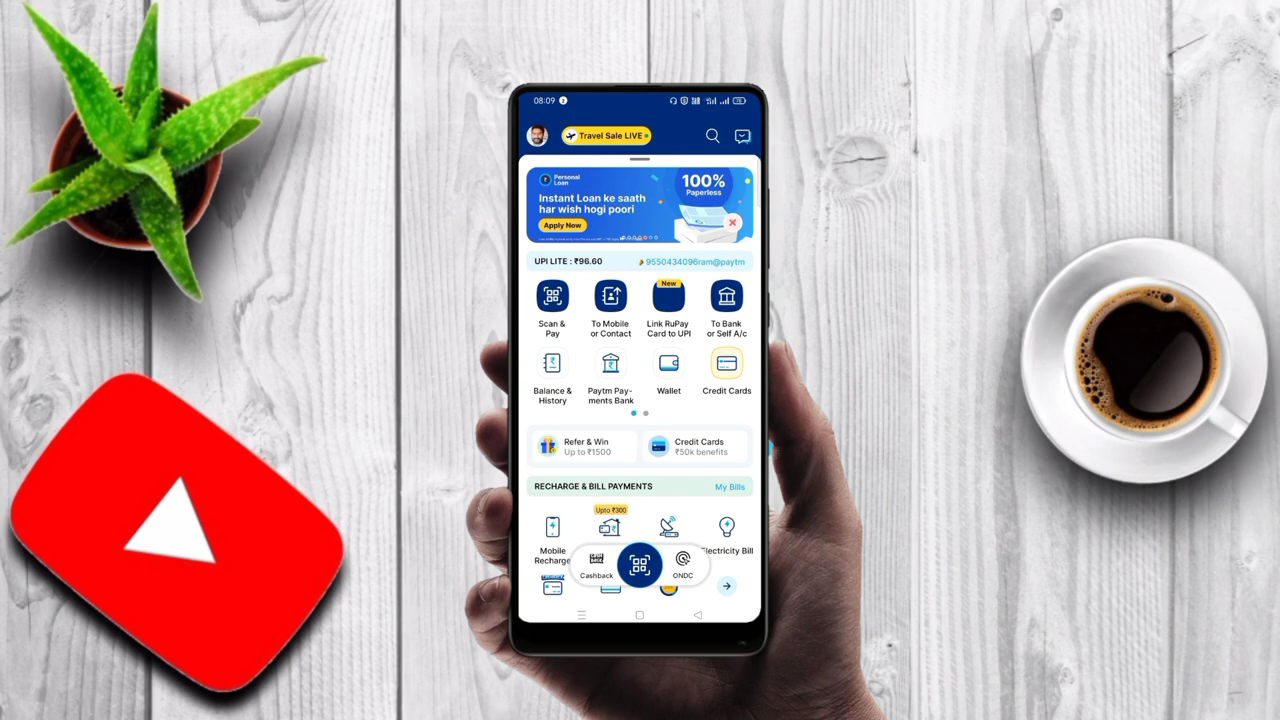 08:09
Travel Sale LIVE
Personal
Loan
100%
Paperless
Instant Loan ke saath
har wish hogi poori
Apply Now
UPI LITE : ₹96.60
9550434096ram@paytm
New
Scan &
Pay
To Mobile
or Contact
Link RuPay
Card to UPI
To Bank
or Self A/c
Balance &
History
Paytm Pay-
ments Bank
Wallet
Credit Cards
Refer & Win
Up to ₹1500
Credit Cards
₹50k benefits
RECHARGE & BILL PAYMENTS
My Bills
Upto ₹300
Mobile
Recharge
Electricity Bill
Cashback
ONDC